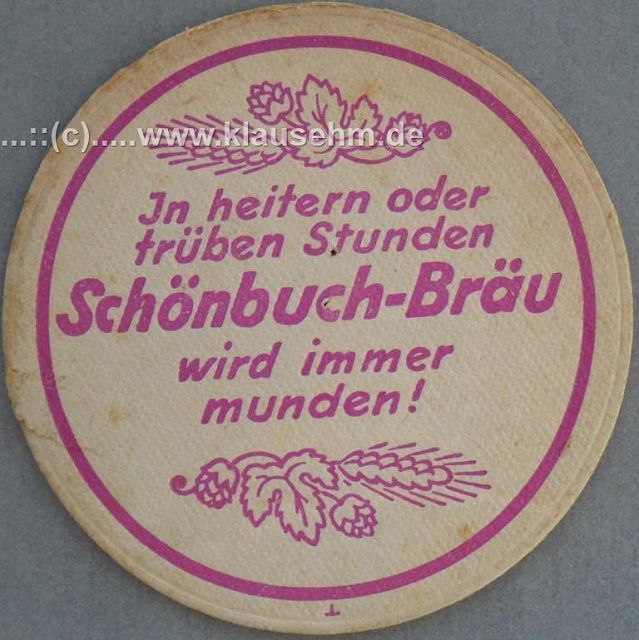 ...::(c).....www.klausehm.de
Jn heitern oder
trüben Stunden
Schönbuch-Bräu
wird immer
munden!
T